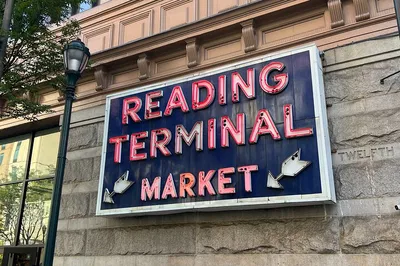 READING
TERMINAL
MARKET
TWELFTH